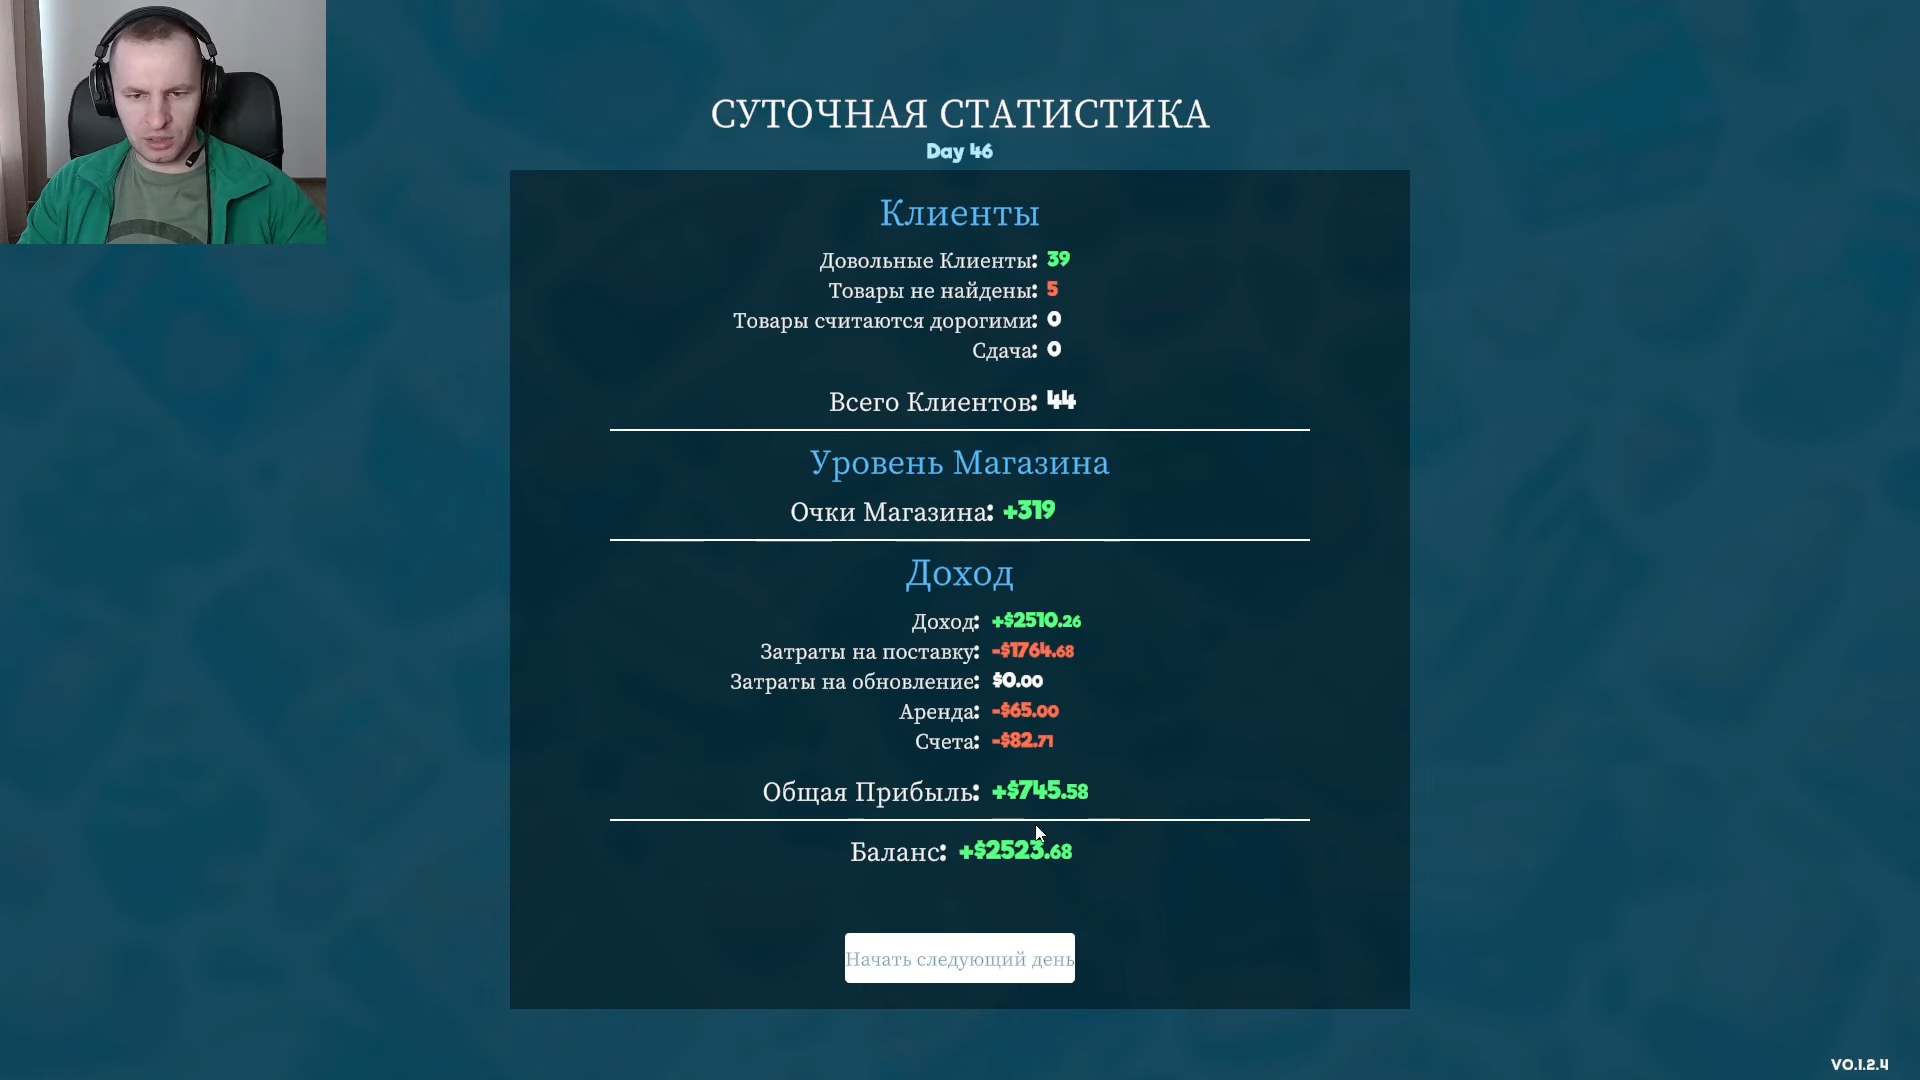 СУТОЧНАЯ СТАТИСТИКА
Day 46
Клиенты
Довольные Клиенты: 39
Товары не найдены: 5
Товары считаются дорогими: 0
Сдача: 0
Всего Клиентов: 44
Уровень Магазина
Очки Магазина: +319
Доход
Доход: +$2510.26
Затраты на поставку: -$1764.68
Затраты на обновление: $0.00
Аренда: -$65.00
Счета: -$82.71
Общая Прибыль: +$745.58
Баланс: +$2523.68
Начать следующий день
V0.1.2.4